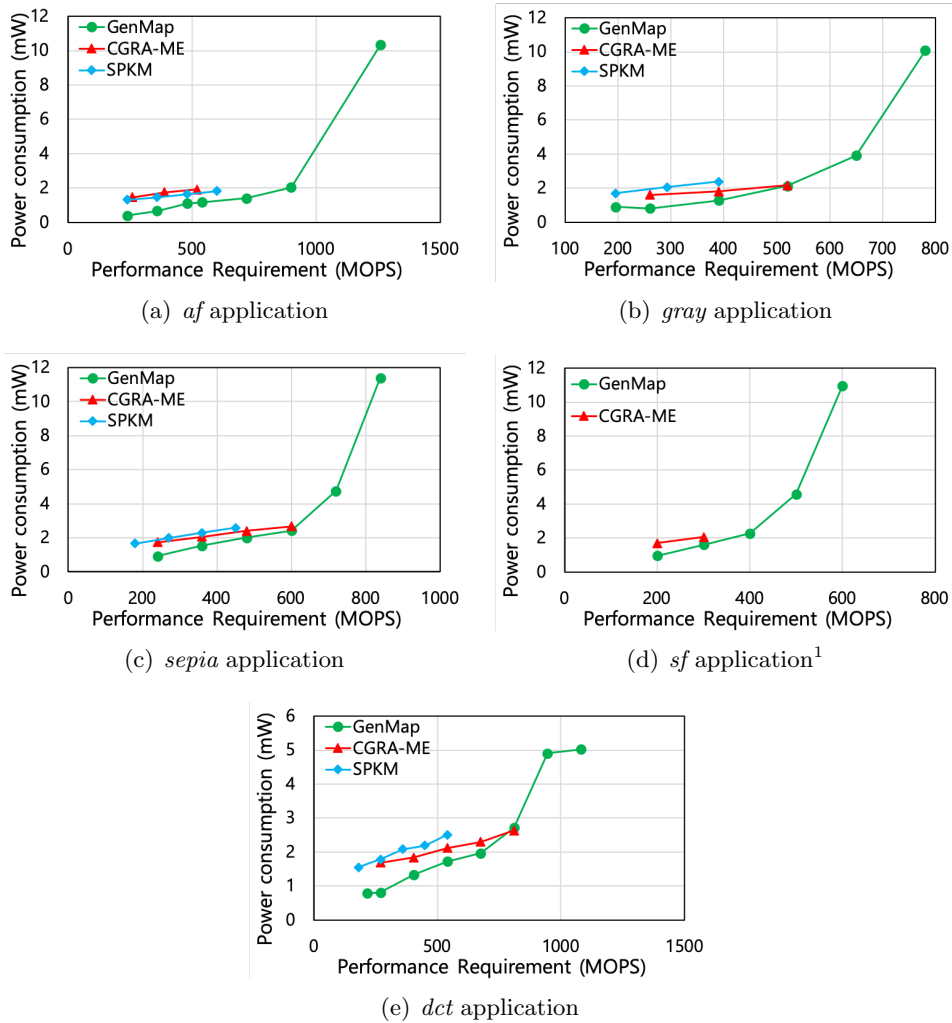 12
10
8
6
4
2
0
Power consumption (mW)
GenMap
CGRA-ME
SPKM
0 500 1000 1500
Performance Requirement (MOPS)
(a) af application
12
10
8
6
4
2
0
Power consumption (mW)
GenMap
CGRA-ME
SPKM
100 200 300 400 500 600 700 800
Performance Requirement (MOPS)
(b) gray application
12
10
8
6
4
2
0
Power consumption (mW)
GenMap
CGRA-ME
SPKM
0 200 400 600 800 1000
Performance Requirement (MOPS)
(c) sepia application
12
10
8
6
4
2
0
Power consumption (mW)
GenMap
CGRA-ME
0 200 400 600 800
Performance Requirement (MOPS)
(d) sf application¹
6
5
4
3
2
1
0
Power consumption (mW)
GenMap
CGRA-ME
SPKM
0 500 1000 1500
Performance Requirement (MOPS)
(e) dct application